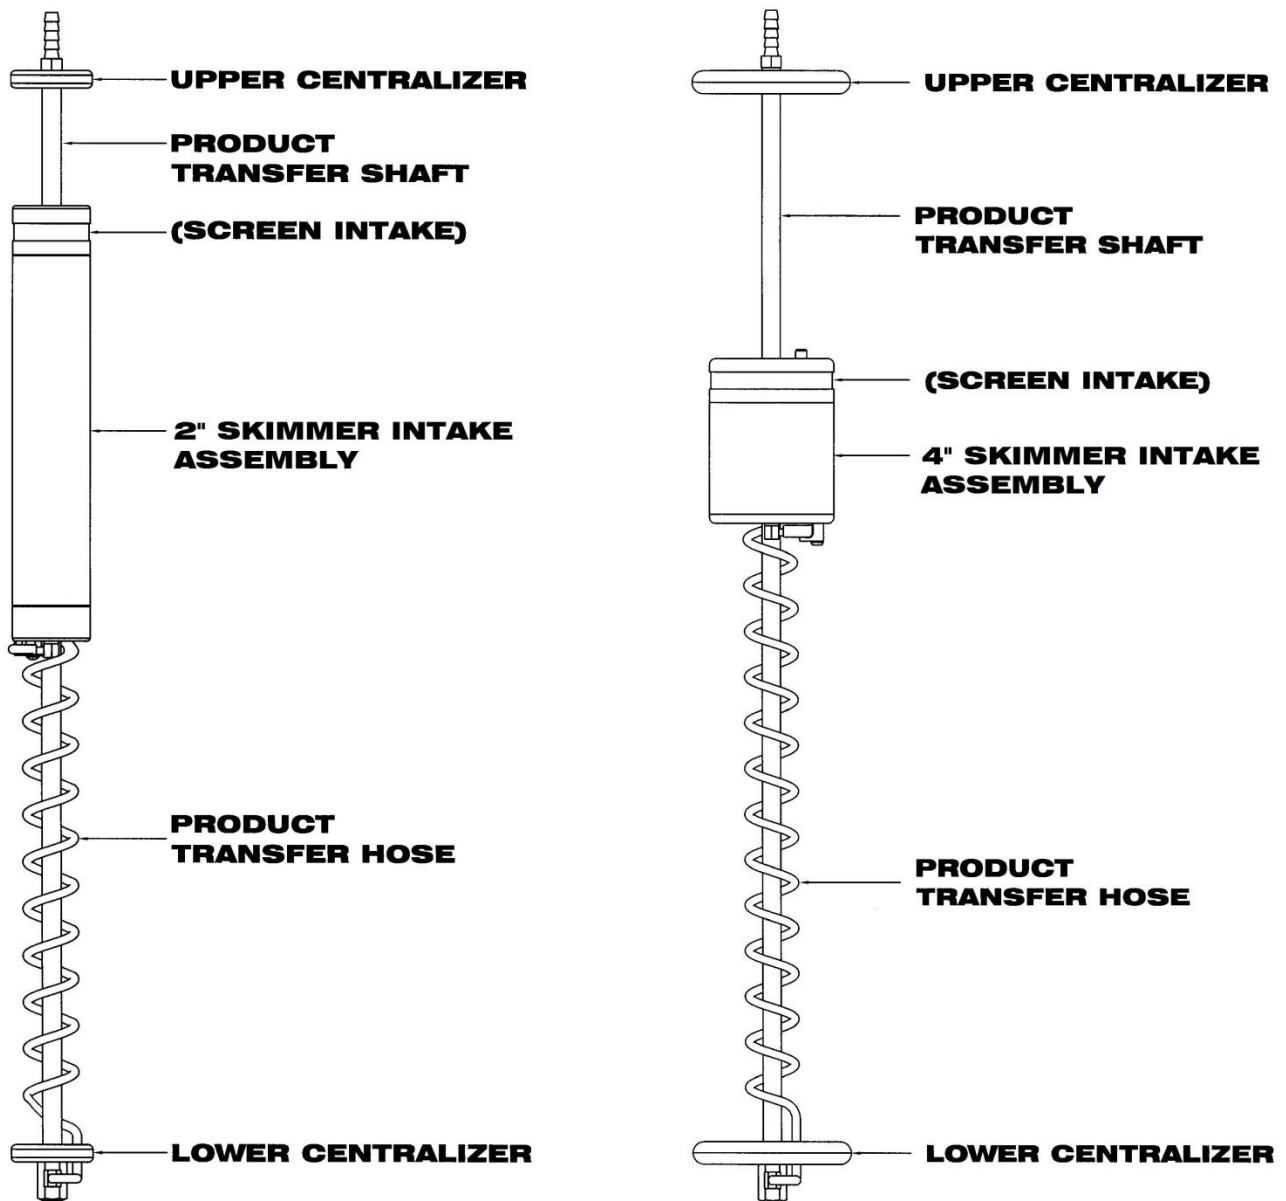 UPPER CENTRALIZER
PRODUCT
TRANSFER SHAFT
(SCREEN INTAKE)
2" SKIMMER INTAKE
ASSEMBLY
PRODUCT
TRANSFER HOSE
LOWER CENTRALIZER
UPPER CENTRALIZER
PRODUCT
TRANSFER SHAFT
(SCREEN INTAKE)
4" SKIMMER INTAKE
ASSEMBLY
PRODUCT
TRANSFER HOSE
LOWER CENTRALIZER